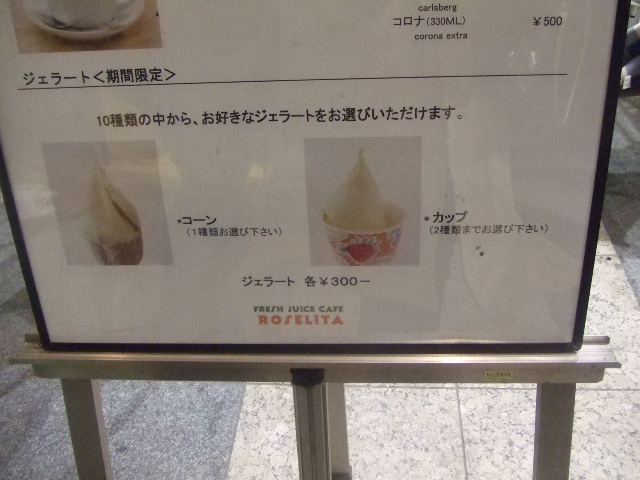 carlsberg
コロナ(330ML) ¥500
corona extra
ジェラート<期間限定>
10種類の中から、お好きなジェラートをお選びいただけます。
*コーン
(1種類お選び下さい)
*カップ
(2種類までお選び下さい)
ジェラート 各¥300-
FRESH JUICE CAFE
ROSELITA